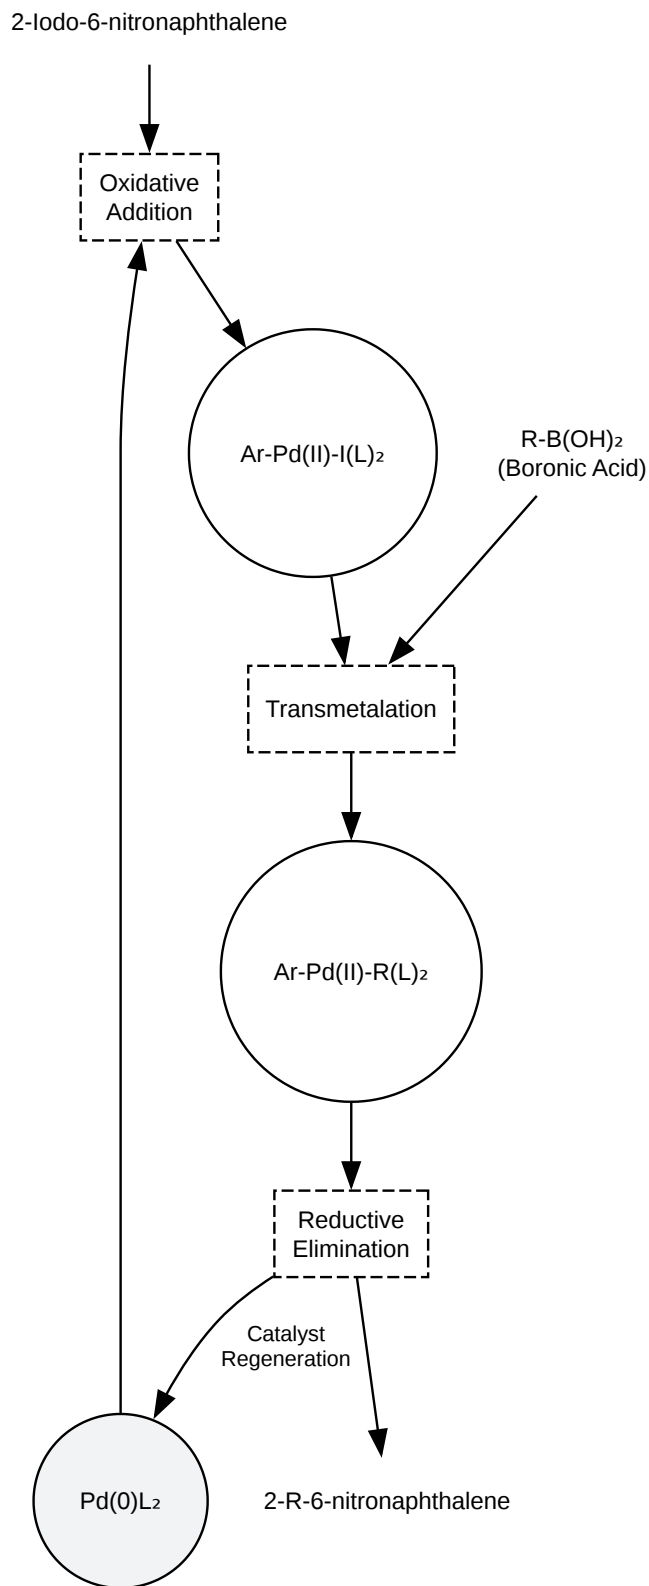 2-Iodo-6-nitronaphthalene
Oxidative
Addition
Ar-Pd(II)-I(L)₂
R-B(OH)₂
(Boronic Acid)
Transmetalation
Ar-Pd(II)-R(L)₂
Reductive
Elimination
Catalyst
Regeneration
Pd(0)L₂
2-R-6-nitronaphthalene